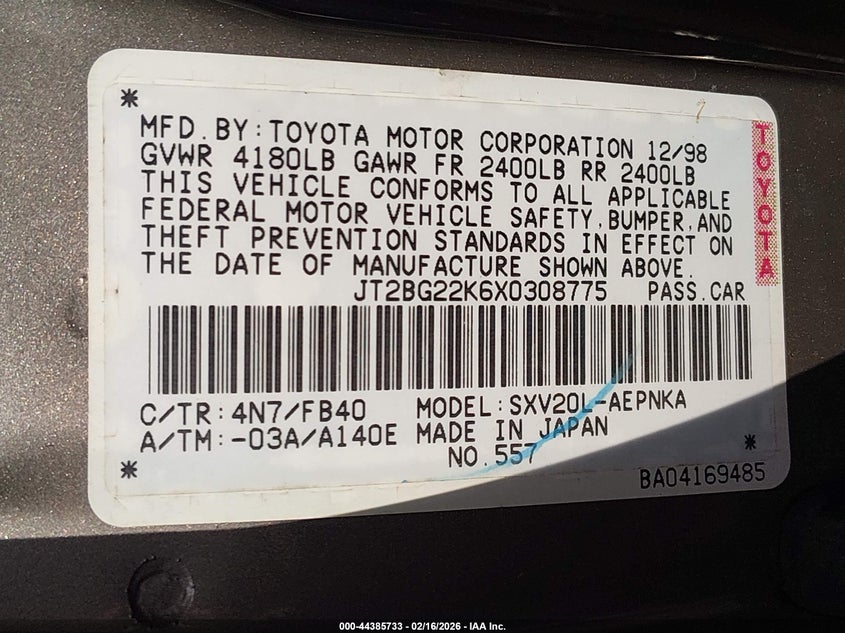 MFD.BY:TOYOTA MOTOR CORPORATION 12/98
GVWR 4180LB GAWR FR 2400LB RR 2400LB
THIS VEHICLE CONFORMS TO ALL APPLICABLE
FEDERAL MOTOR VEHICLE SAFETY,BUMPER,AND
THEFT PREVENTION STANDARDS IN EFFECT ON
THE DATE OF MANUFACTURE SHOWN ABOVE.
JT2BG22K6X0308775 PASS.CAR
TOYOTA
C/TR:4N7/FB40 MODEL:SXV20L-AEPNKA
A/TM:-03A/A140E MADE IN JAPAN
NO.557
BA04169485
000-44385733 - 02/16/2026 - IAA Inc.